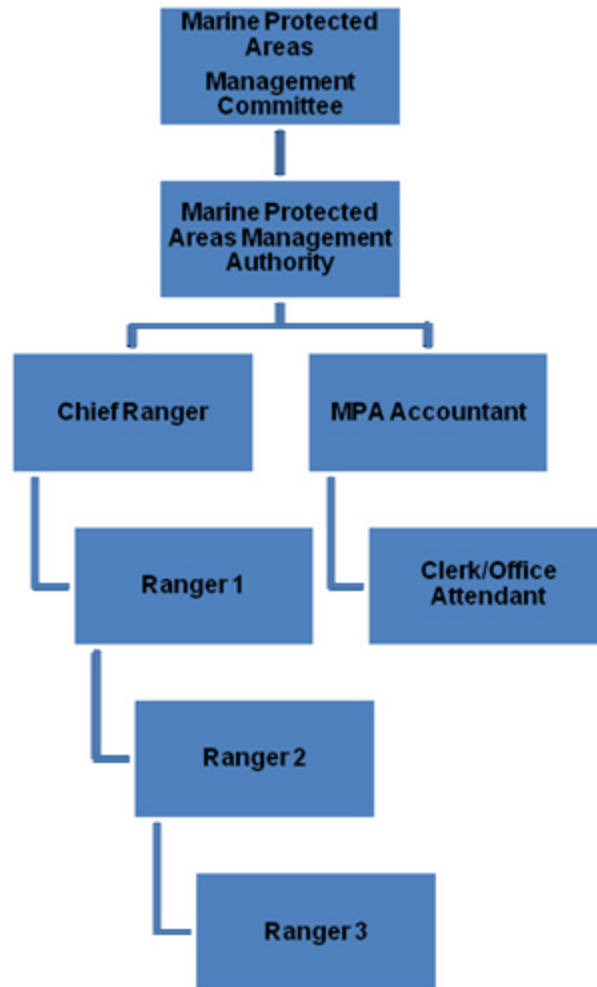 Marine Protected
Areas
Management
Committee
Marine Protected
Areas Management
Authority
Chief Ranger
MPA Accountant
Ranger 1
Clerk/Office
Attendant
Ranger 2
Ranger 3